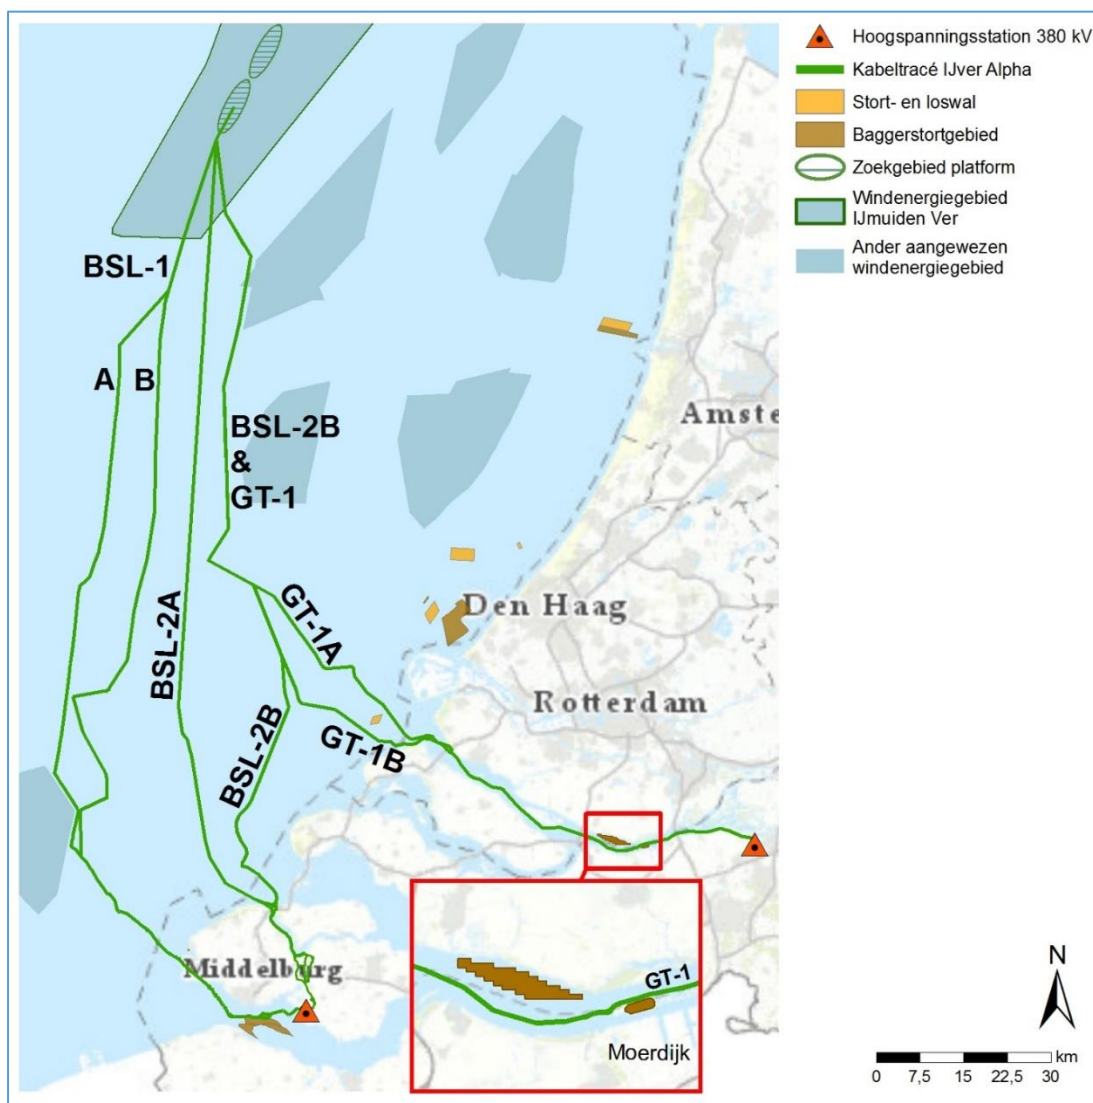 Hoogspanningsstation 380 kV
Kabeltracé IJver Alpha
Stort- en loswal
Baggerstortgebied
Zoekgebied platform
Windenergiegebied
IJmuiden Ver
Ander aangewezen
windenergiegebied
BSL-1
A
B
BSL-2B
&
GT-1
Amste
BSL-2A
GT-1A
Den Haag
Rotterdam
BSL-2B
GT-1B
Middelburg
GT-1
Moerdijk
N
km
0 7,5 15 22,5 30